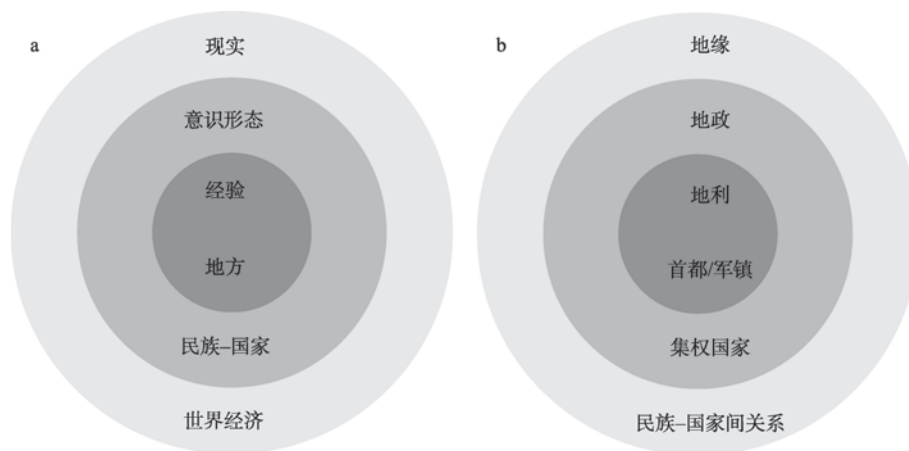 a
现实
意识形态
经验
地方
民族–国家
世界经济
b
地缘
地政
地利
首都/军镇
集权国家
民族–国家间关系